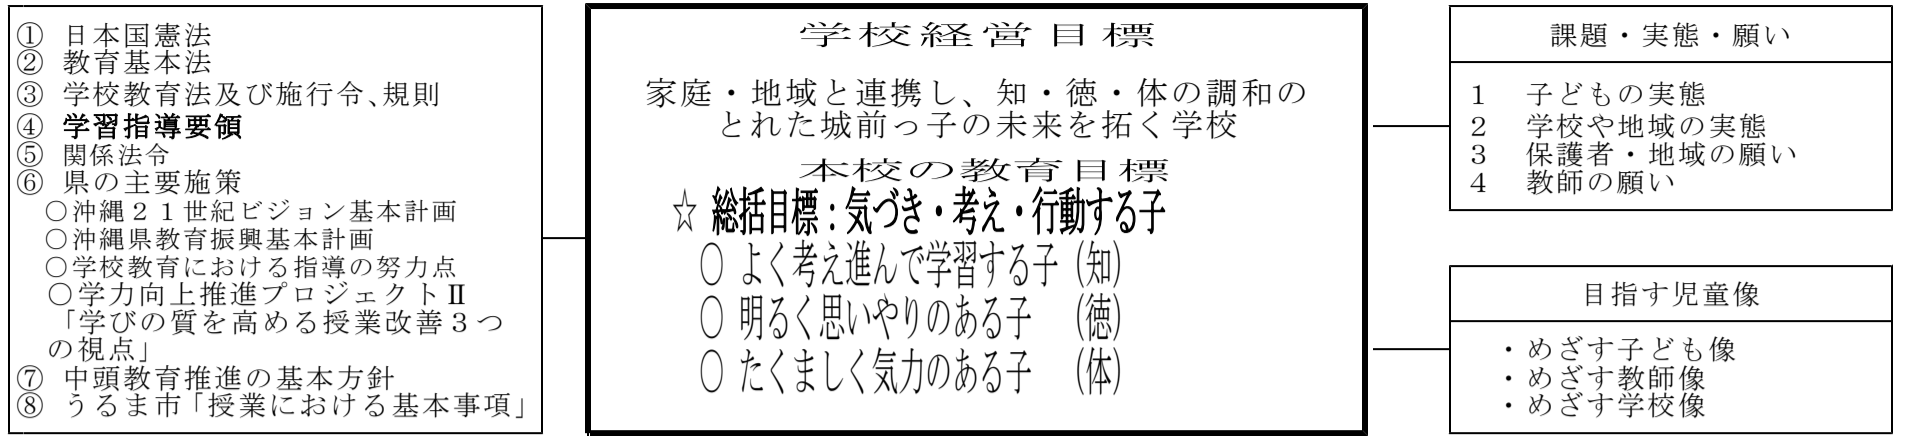 ① 日本国憲法
② 教育基本法
③ 学校教育法及び施行令、規則
④ 学習指導要領
⑤ 関係法令
⑥ 県の主要施策
○沖縄２１世紀ビジョン基本計画
○沖縄県教育振興基本計画
○学校教育における指導の努力点
○学力向上推進プロジェクトⅡ
「学びの質を高める授業改善３つ
の視点」
⑦ 中頭教育推進の基本方針
⑧ うるま市「授業における基本事項」
学校経営目標
家庭・地域と連携し、知・徳・体の調和の
とれた城前っ子の未来を拓く学校
本校の教育目標
☆ 総括目標：気づき・考え・行動する子
○ よく考え進んで学習する子（知）
○ 明るく思いやりのある子　（徳）
○ たくましく気力のある子　（体）
課題・実態・願い
１　子どもの実態
２　学校や地域の実態
３　保護者・地域の願い
４　教師の願い
目指す児童像
・めざす子ども像
・めざす教師像
・めざす学校像